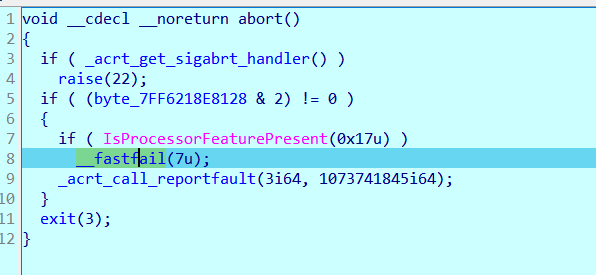 1 void __cdecl __noreturn abort()
2 {
3   if ( _acrt_get_sigabrt_handler() )
4     raise(22);
5   if ( (byte_7FF6218E8128 & 2) != 0 )
6   {
7     if ( IsProcessorFeaturePresent(0x17u) )
8       __fastfail(7u);
9     _acrt_call_reportfault(3i64, 1073741845i64);
10   }
11   exit(3);
12 }